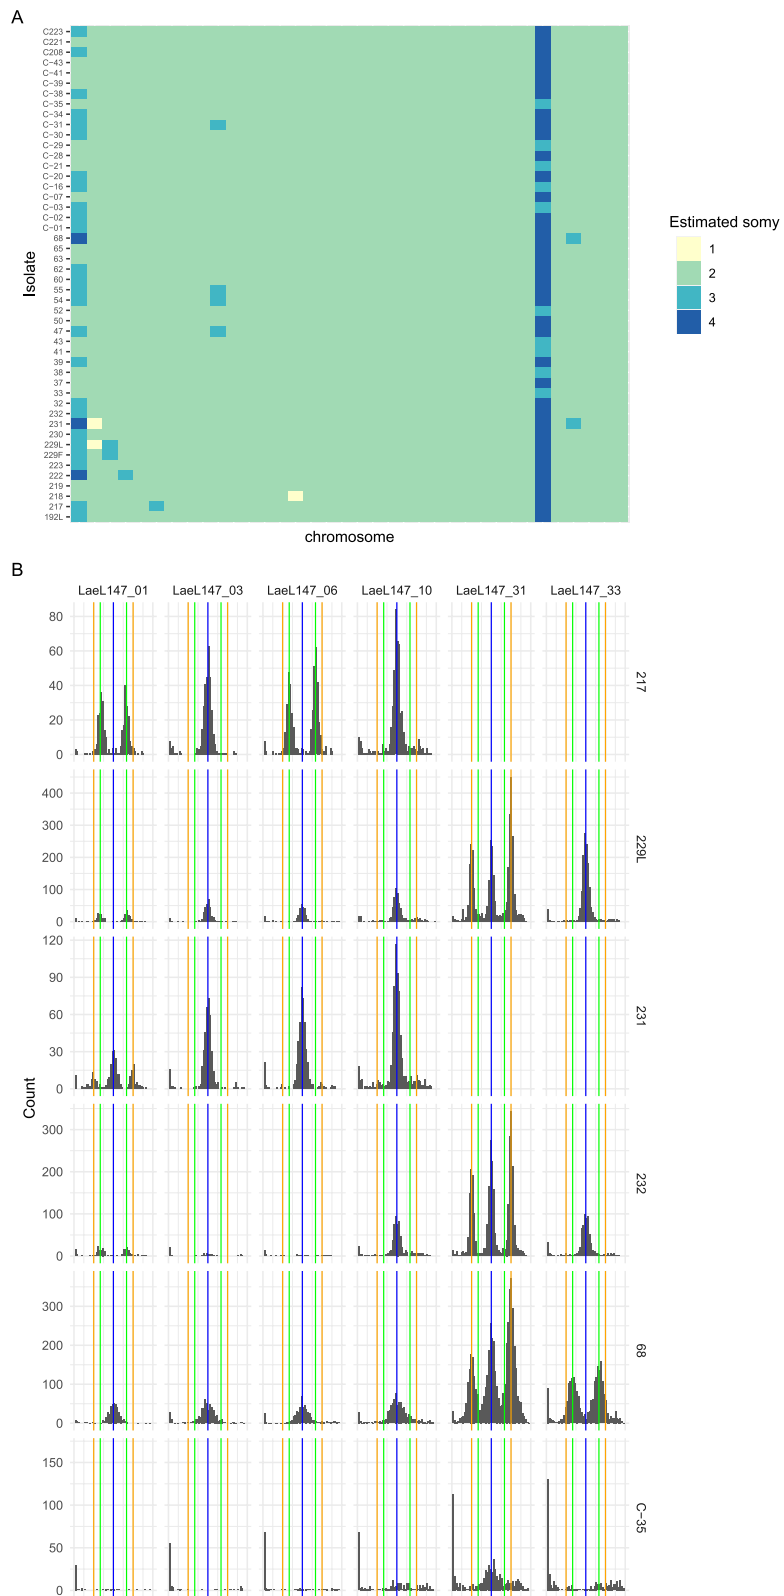 A
C223
C221
C208
C-43
C-41
C-39
C-38
C-35
C-34
C-31
C-30
C-29
C-28
C-21
C-20
C-16
C-07
C-03
C-02
C-01
68
65
63
62
60
55
54
52
50
47
43
41
39
38
37
33
32
232
231
230
229L
229F
223
222
219
218
217
192L
Isolate
chromosome
Estimated somy
1
2
3
4
B
LaeL147_01 LaeL147_03 LaeL147_06 LaeL147_10 LaeL147_31 LaeL147_33
80
60
40
20
0
217
400
300
200
100
0
229L
120
90
60
30
0
231
Count
300
200
100
0
232
300
200
100
0
68
150
100
50
0
C-35